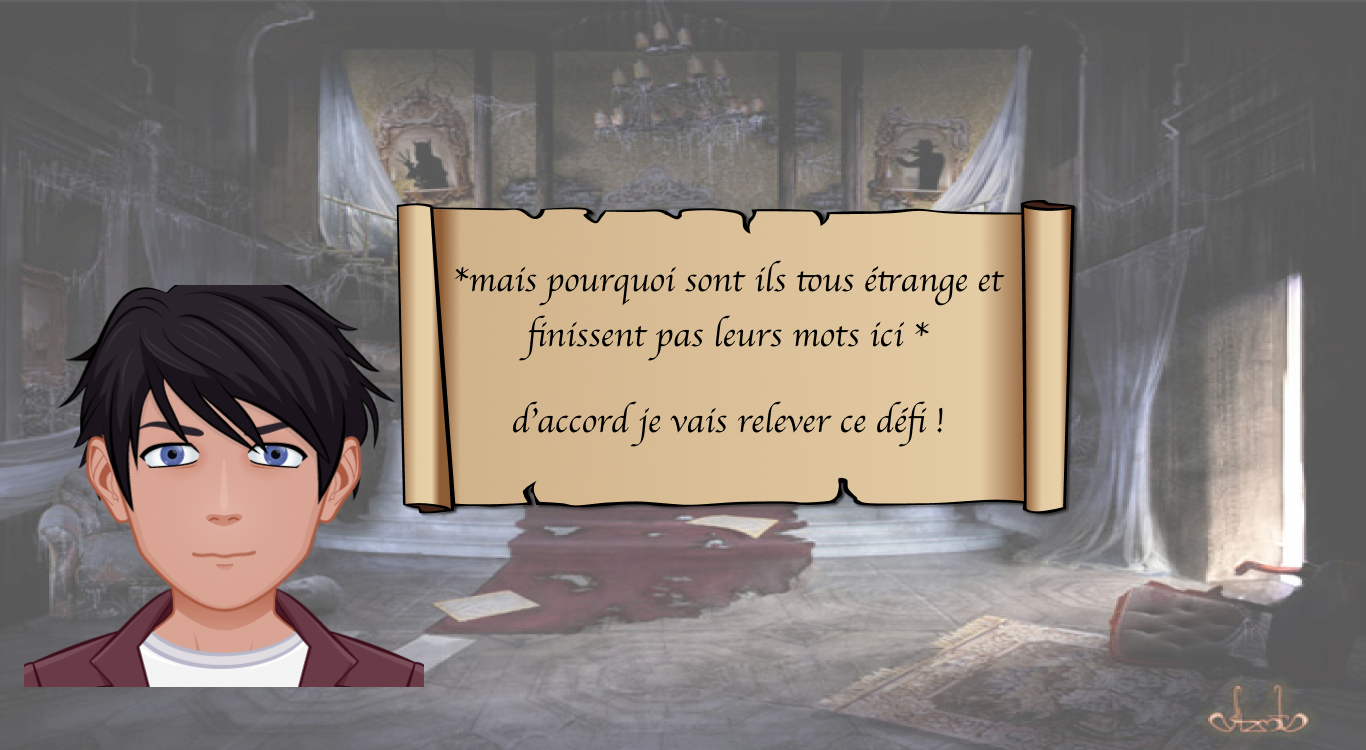 *mais pourquoi sont ils tous étrange et
finissent pas leurs mots ici *
d'accord je vais relever ce défi !